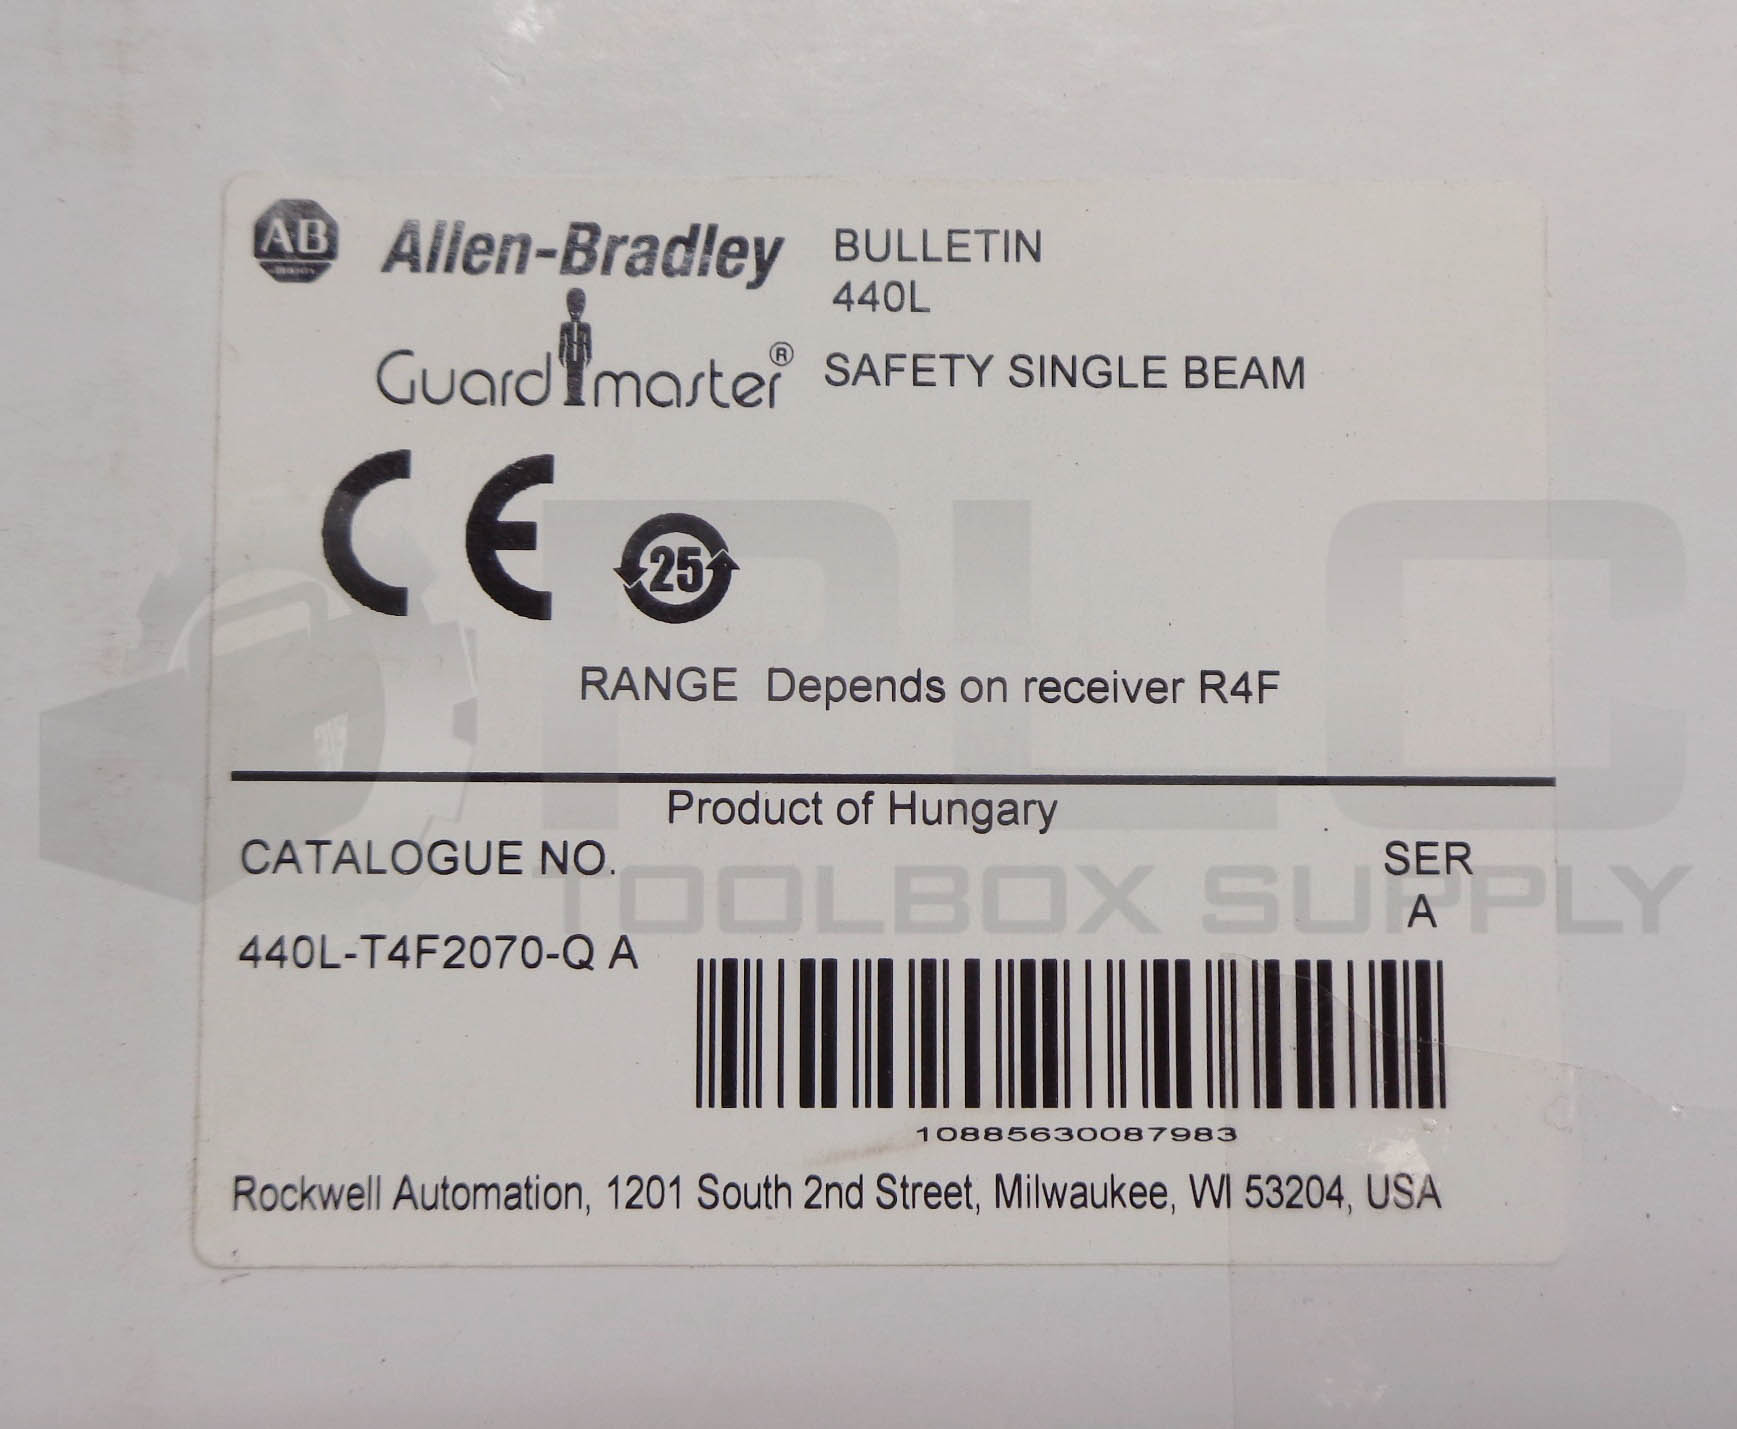 AB
Allen-Bradley
BULLETIN
440L
Guardmaster®
SAFETY SINGLE BEAM
CE
25
RANGE Depends on receiver R4F
Product of Hungary
CATALOGUE NO.
SER
A
440L-T4F2070-Q A
10885630087983
Rockwell Automation, 1201 South 2nd Street, Milwaukee, WI 53204, USA
PLC
TOOLBOX SUPPLY